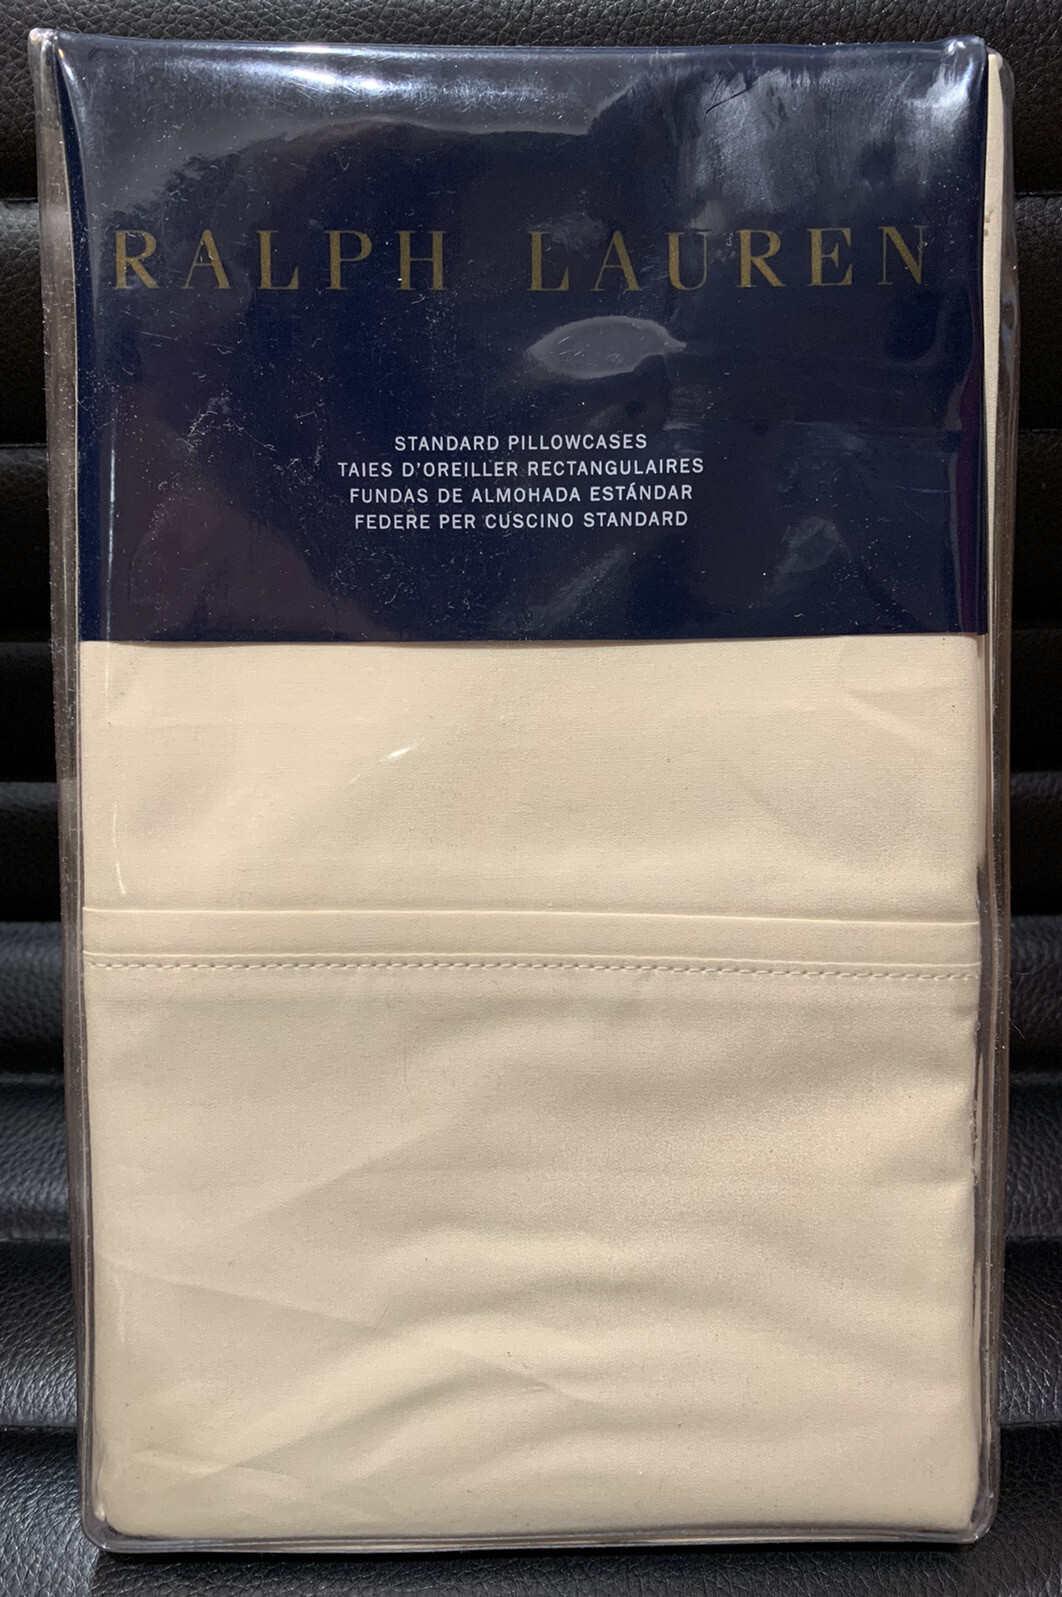 RALPH LAUREN
STANDARD PILLOWCASES
TAIES D'OREILLER RECTANGULAIRES
FUNDAS DE ALMOHADA ESTÁNDAR
FEDERE PER CUSCINO STANDARD